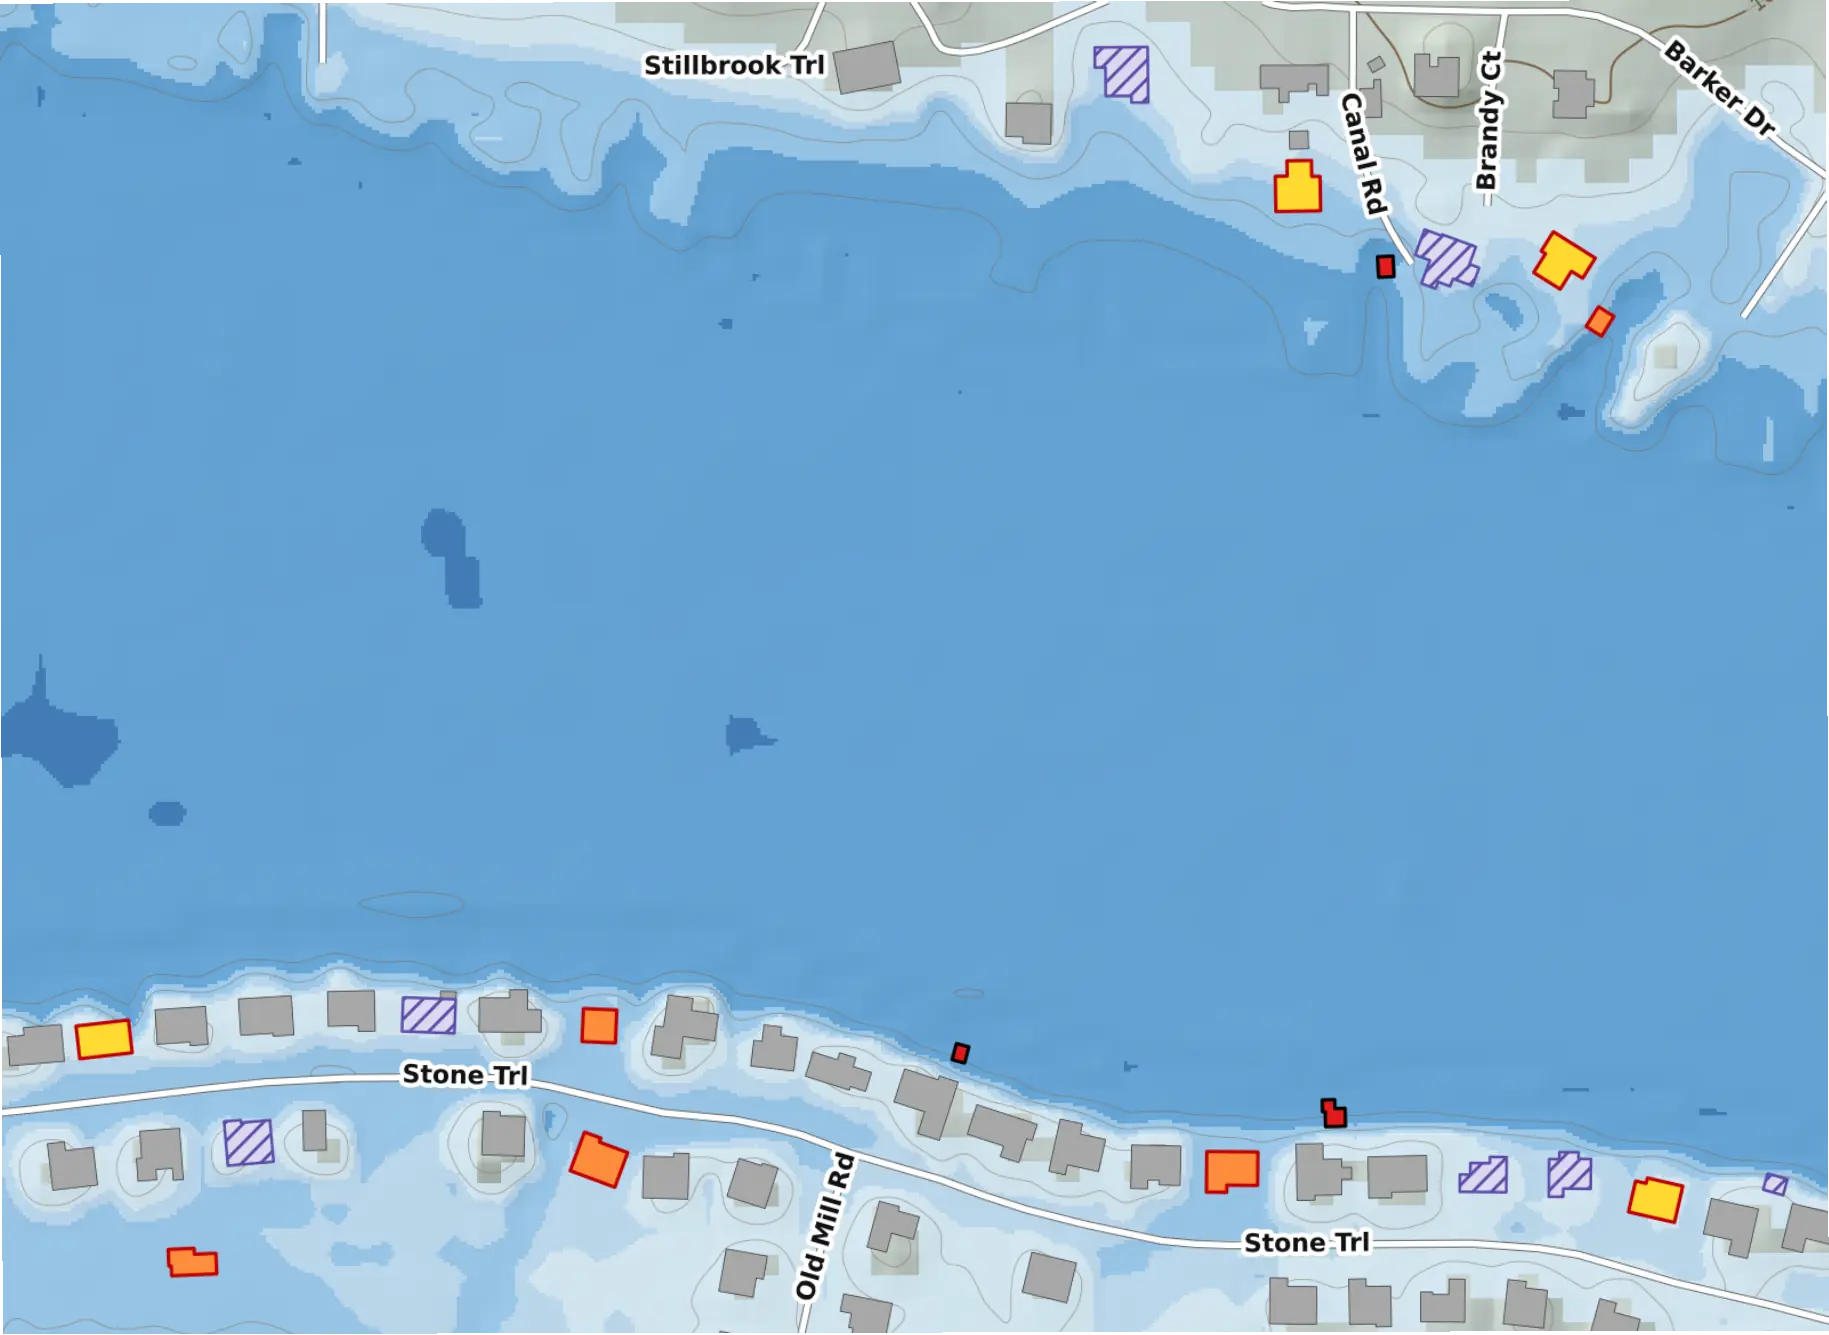 Stillbrook Trl
Canal Rd
Brandy Ct
Barker Dr
Stone Trl
Old Mill Rd
Stone Trl